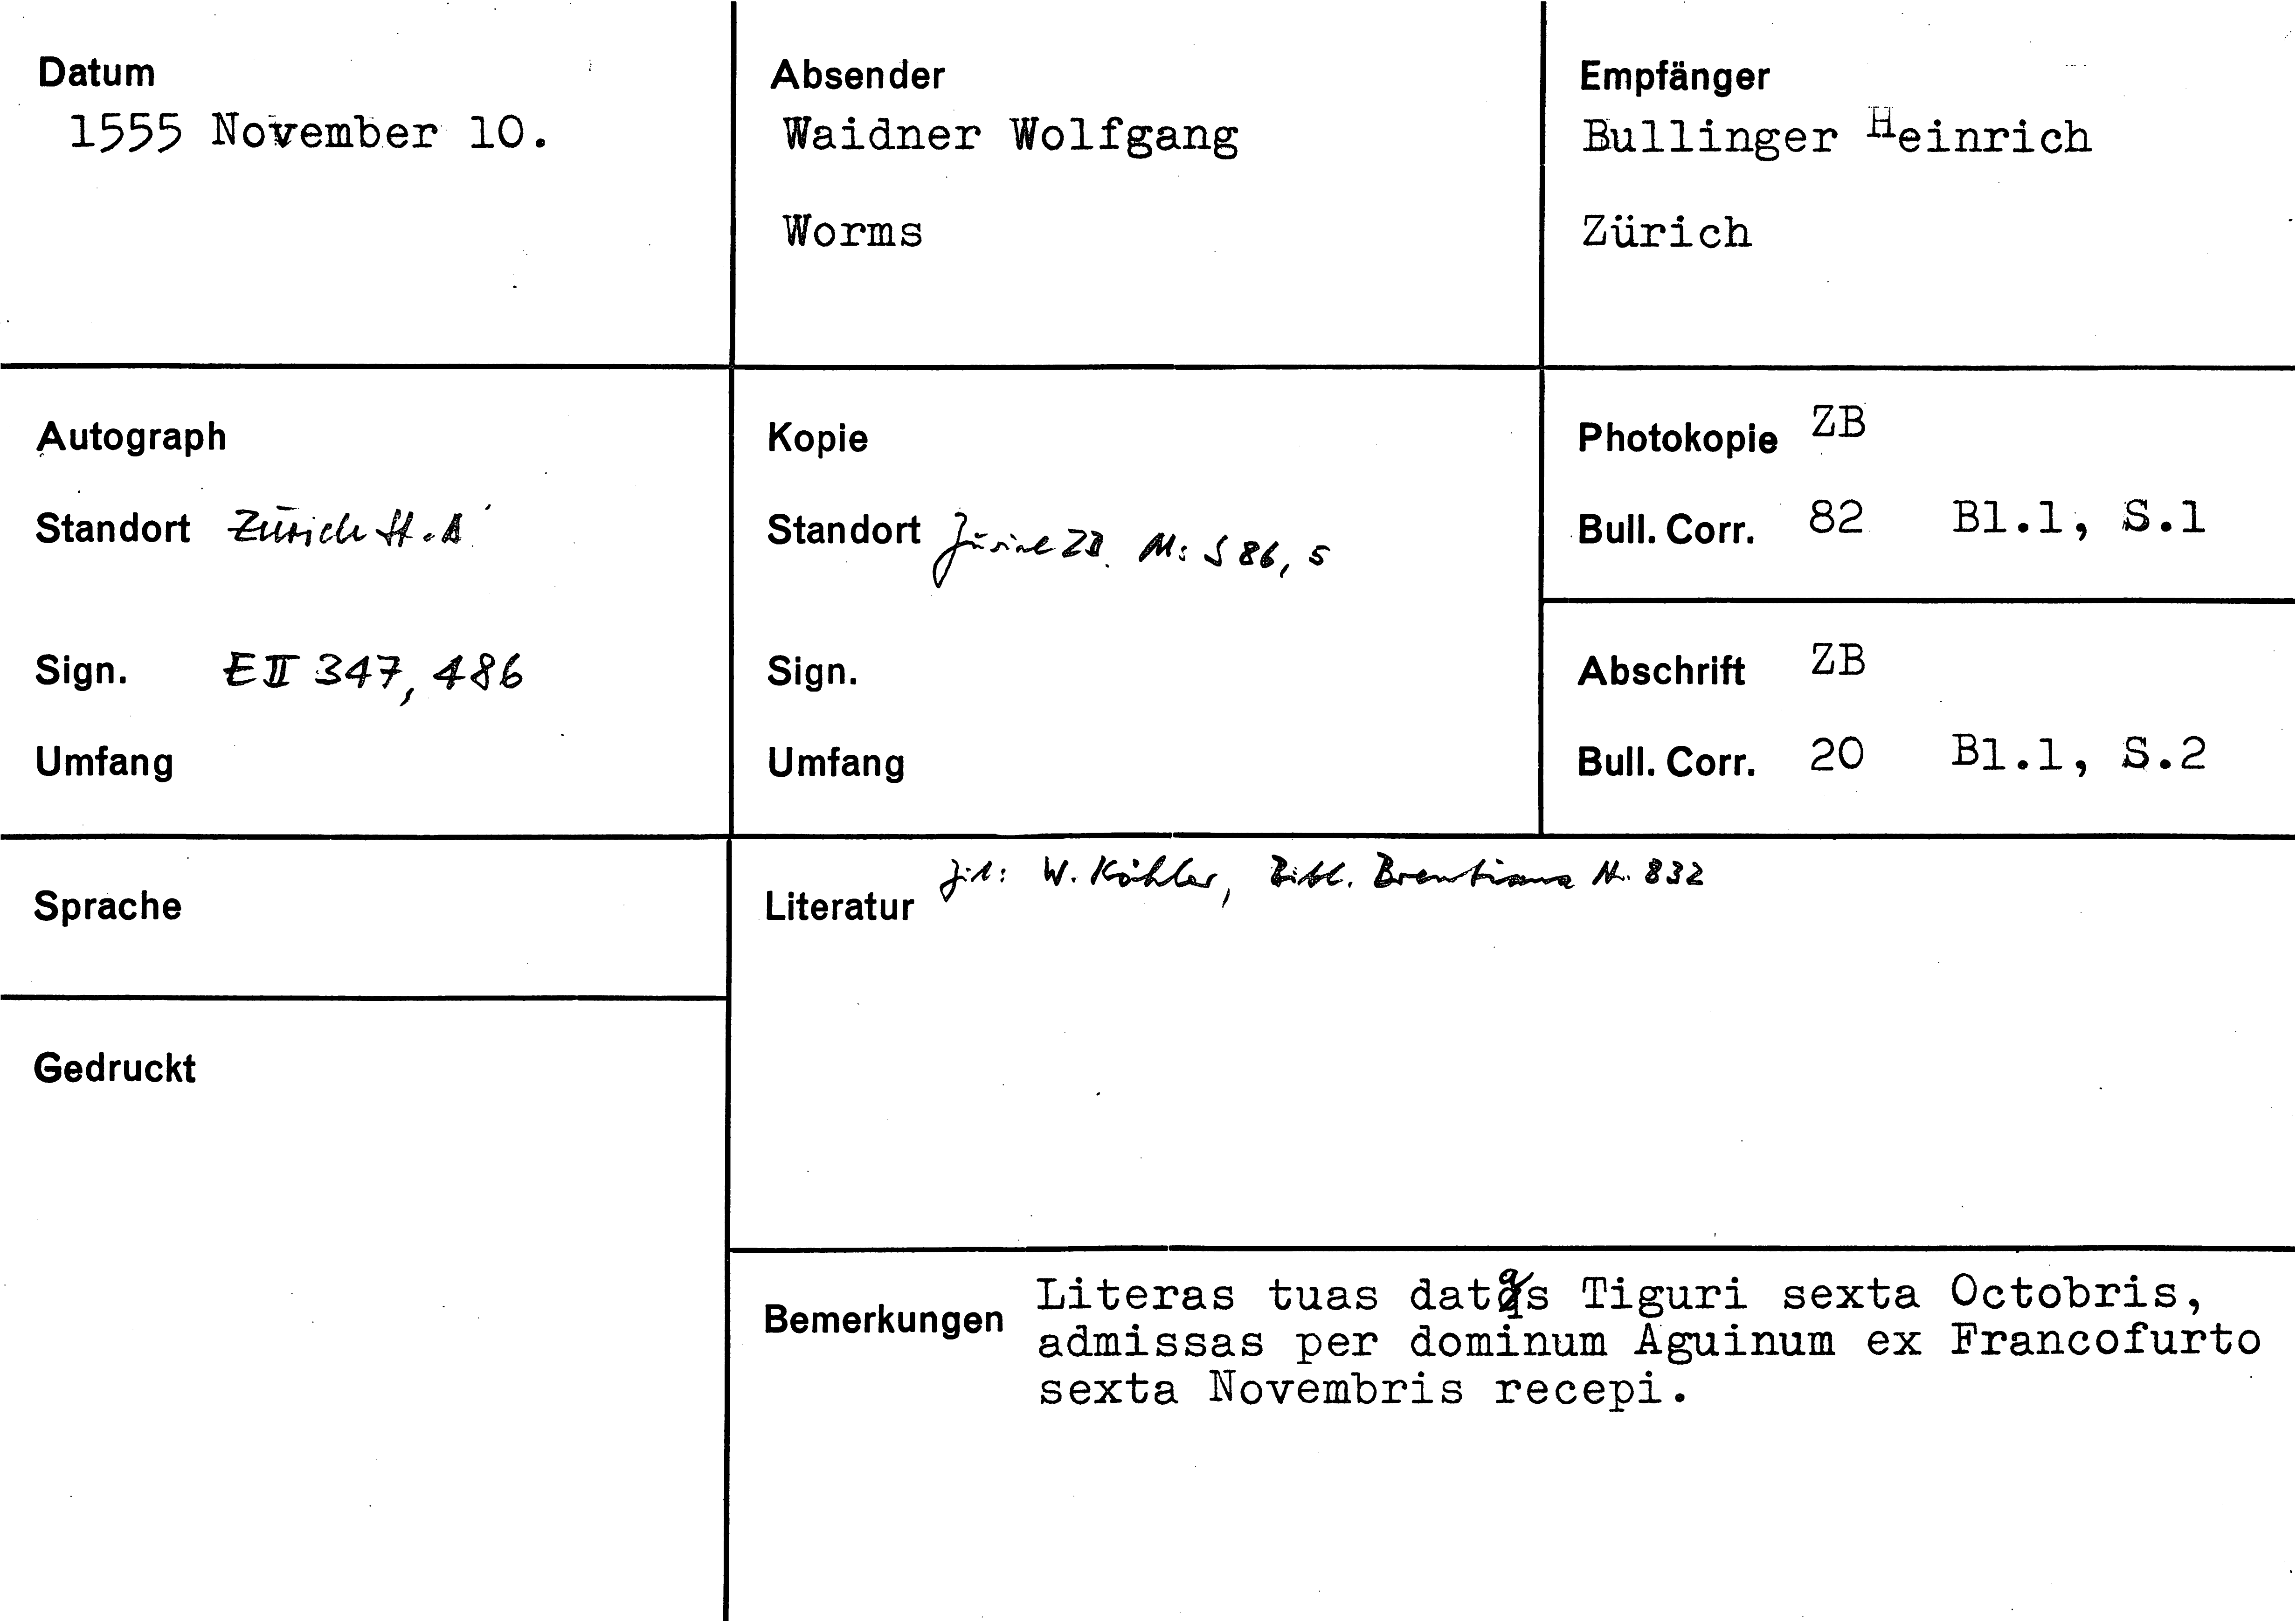 Datum
1555 November 10.
Absender
Waidner Wolfgang
Worms
Empfänger
Bullinger Heinrich
Zürich
Autograph
Standort Zürich St.A
Sign. E II 347, 486
Umfang
Kopie
Standort Zürich ZB. Ms S 86, 5
Sign.
Umfang
Photokopie ZB
Bull. Corr. 82 Bl.1, S.1
Abschrift ZB
Bull. Corr. 20 Bl.1, S.2
Sprache
Gedruckt
Literatur zit: W. Köhler, Bibl. Brentiana Nr. 832
Bemerkungen Literas tuas datas Tiguri sexta Octobris,
admissas per dominum Aguinum ex Francofurto
sexta Novembris recepi.